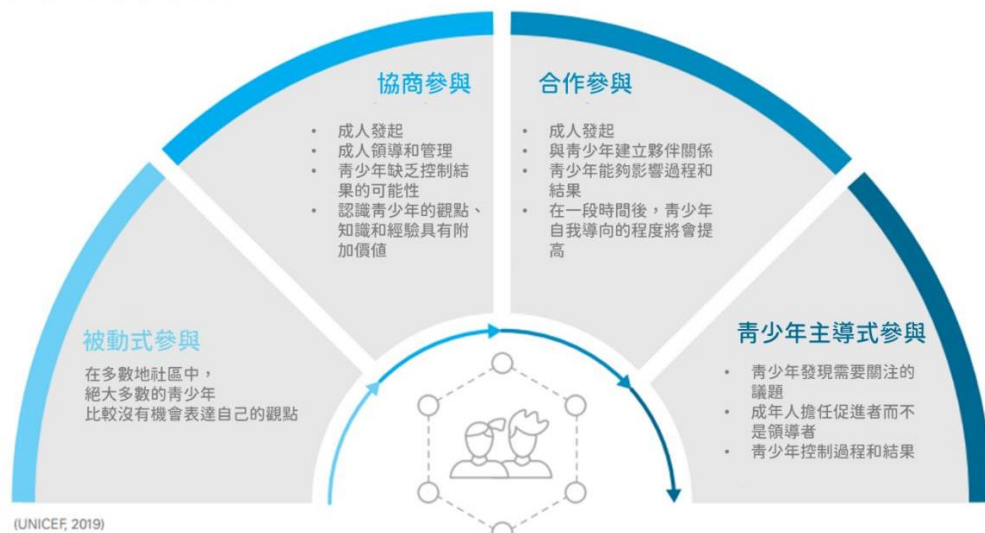 協商參與
• 成人發起
• 成人領導和管理
• 青少年缺乏控制結
果的可能性
• 認識青少年的觀點、
知識和經驗具有附
加價值
合作參與
• 成人發起
• 與青少年建立夥伴關係
• 青少年能夠影響過程和
結果
• 在一段時間後，青少年
自我導向的程度將會提
高
被動式參與
在多數地社區中，
絕大多數的青少年
比較沒有機會表達自己的觀點
青少年主導式參與
• 青少年發現需要關注的
議題
• 成年人擔任促進者而不
是領導者
• 青少年控制過程和結果
(UNICEF, 2019)